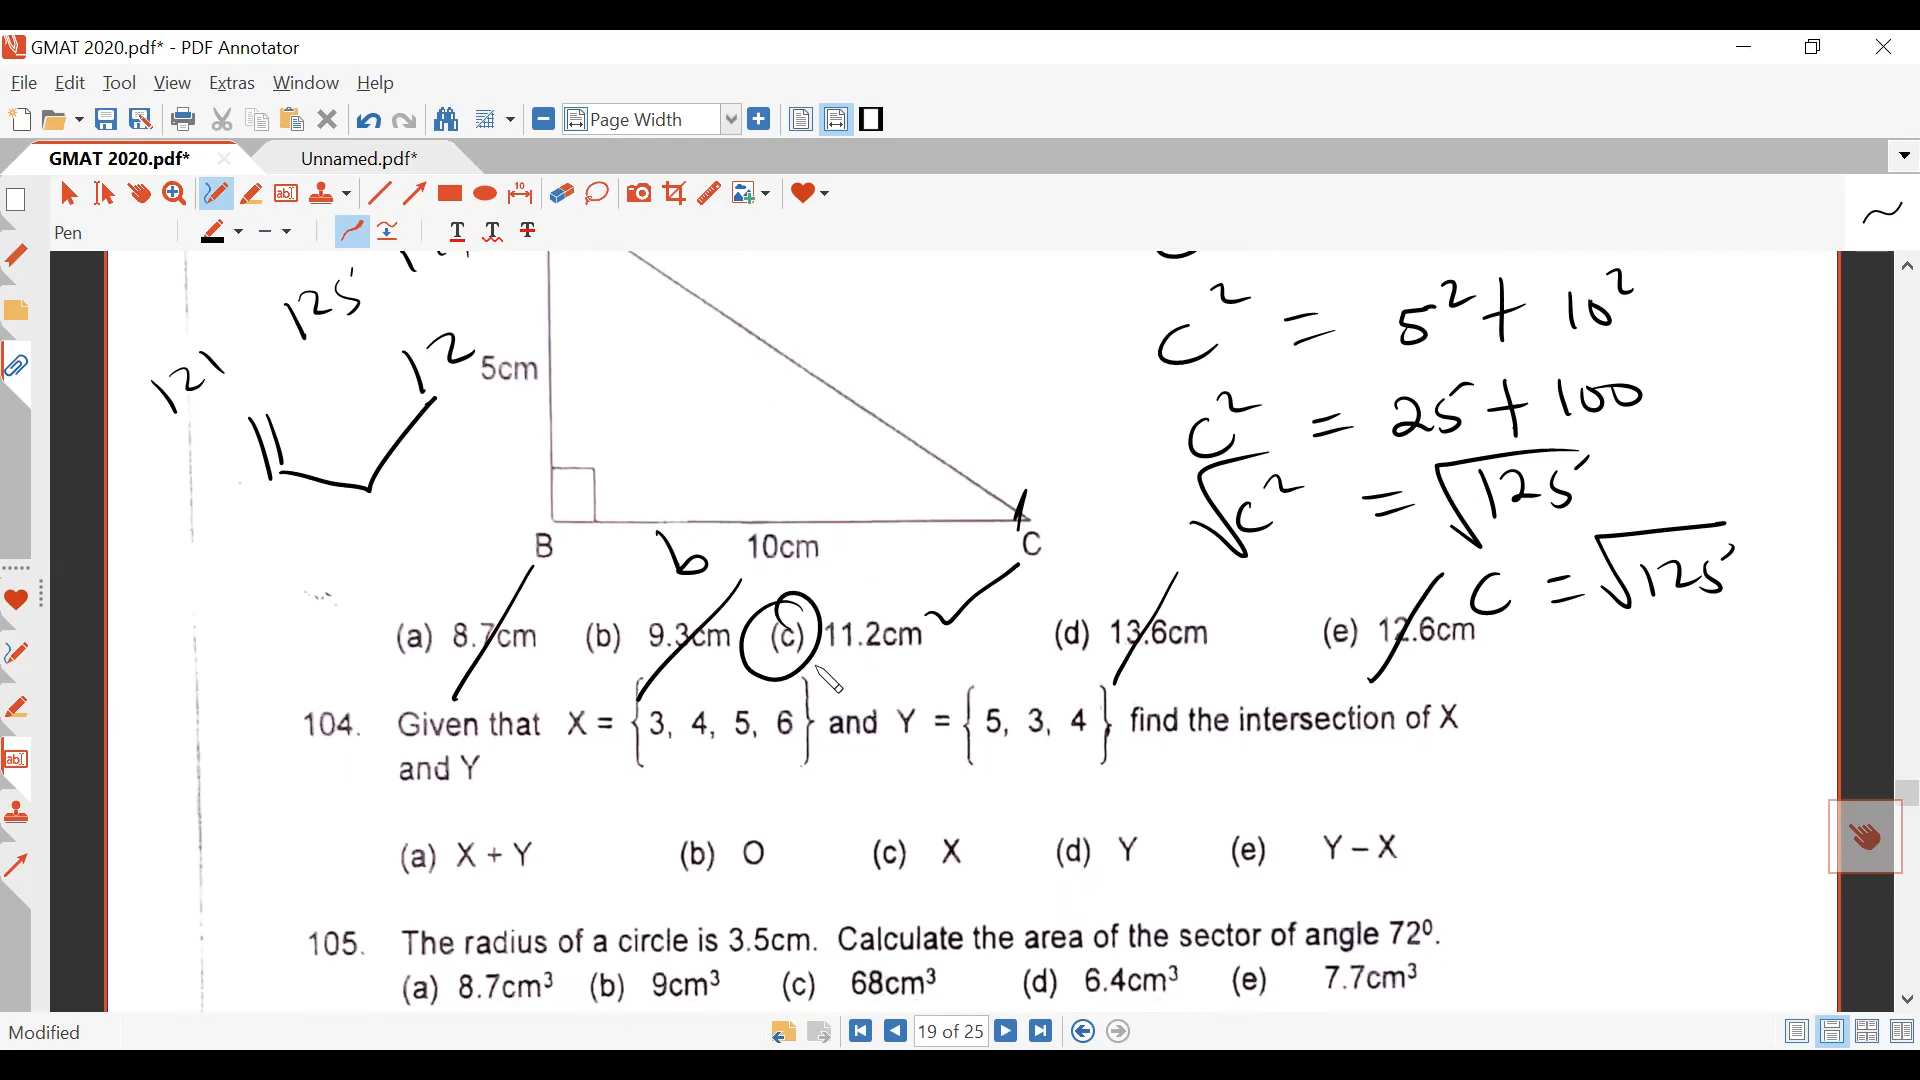 GMAT 2020.pdf* - PDF Annotator
File Edit Tool View Extras Window Help
Page Width
GMAT 2020.pdf* Unnamed.pdf*
Pen
c² = 5² + 10²
125
12
5cm
121
c² = 25 + 100
11
√c² = √125
B b 10cm C
c = √125
(a) 8.7cm (b) 9.3cm (c) 11.2cm (d) 13.6cm (e) 12.6cm
104. Given that X = {3, 4, 5, 6} and Y = {5, 3, 4} find the intersection of X
and Y
(a) X + Y (b) O (c) X (d) Y (e) Y – X
105. The radius of a circle is 3.5cm. Calculate the area of the sector of angle 72⁰.
(a) 8.7cm³ (b) 9cm³ (c) 68cm³ (d) 6.4cm³ (e) 7.7cm³
Modified 19 of 25